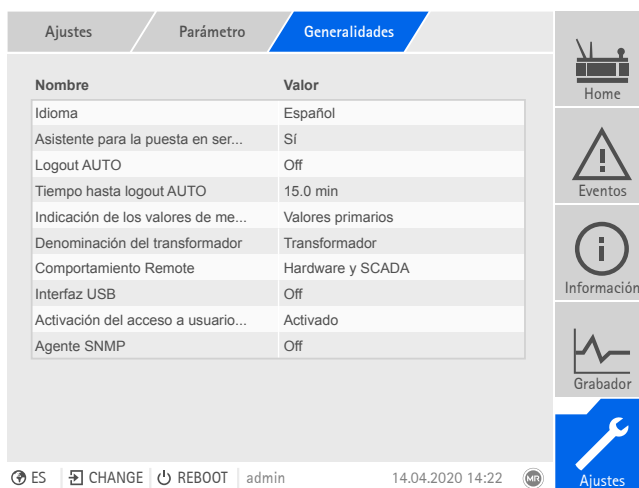 Ajustes Parámetro Generalidades
Nombre Valor
Idioma Español
Asistente para la puesta en ser... Sí
Logout AUTO Off
Tiempo hasta logout AUTO 15.0 min
Indicación de los valores de me... Valores primarios
Denominación del transformador Transformador
Comportamiento Remote Hardware y SCADA
Interfaz USB Off
Activación del acceso a usuario... Activado
Agente SNMP Off
Home
Eventos
Información
Grabador
Ajustes
ES CHANGE REBOOT admin 14.04.2020 14:22 MR